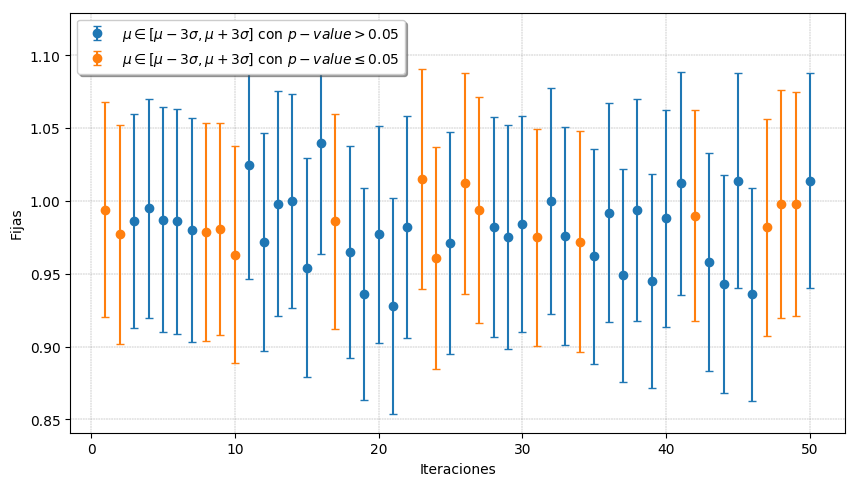 μ ∈ [μ − 3σ, μ + 3σ] con p − value > 0.05
μ ∈ [μ − 3σ, μ + 3σ] con p − value ≤ 0.05
1.10
1.05
1.00
0.95
0.90
0.85
Fijas
0 10 20 30 40 50
Iteraciones